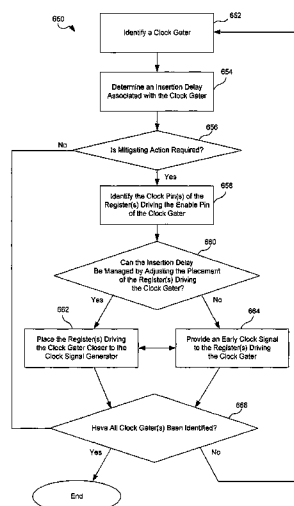 650
652
Identify a Clock Gater
654
Determine an Insertion Delay
Associated with the Clock Gater
656
No
Is Mitigating Action Required?
Yes
658
Identify the Clock Pin(s) of the
Register(s) Driving the Enable Pin
of the Clock Gater
660
Can the Insertion Delay
Be Managed by Adjusting the Placement
of the Register(s) Driving
the Clock Gater?
Yes
No
662
664
Place the Register(s) Driving
the Clock Gater Closer to the
Clock Signal Generator
Provide an Early Clock Signal
to the Register(s) Driving
the Clock Gater
666
Have All Clock Gater(s) Been Identified?
Yes
No
End